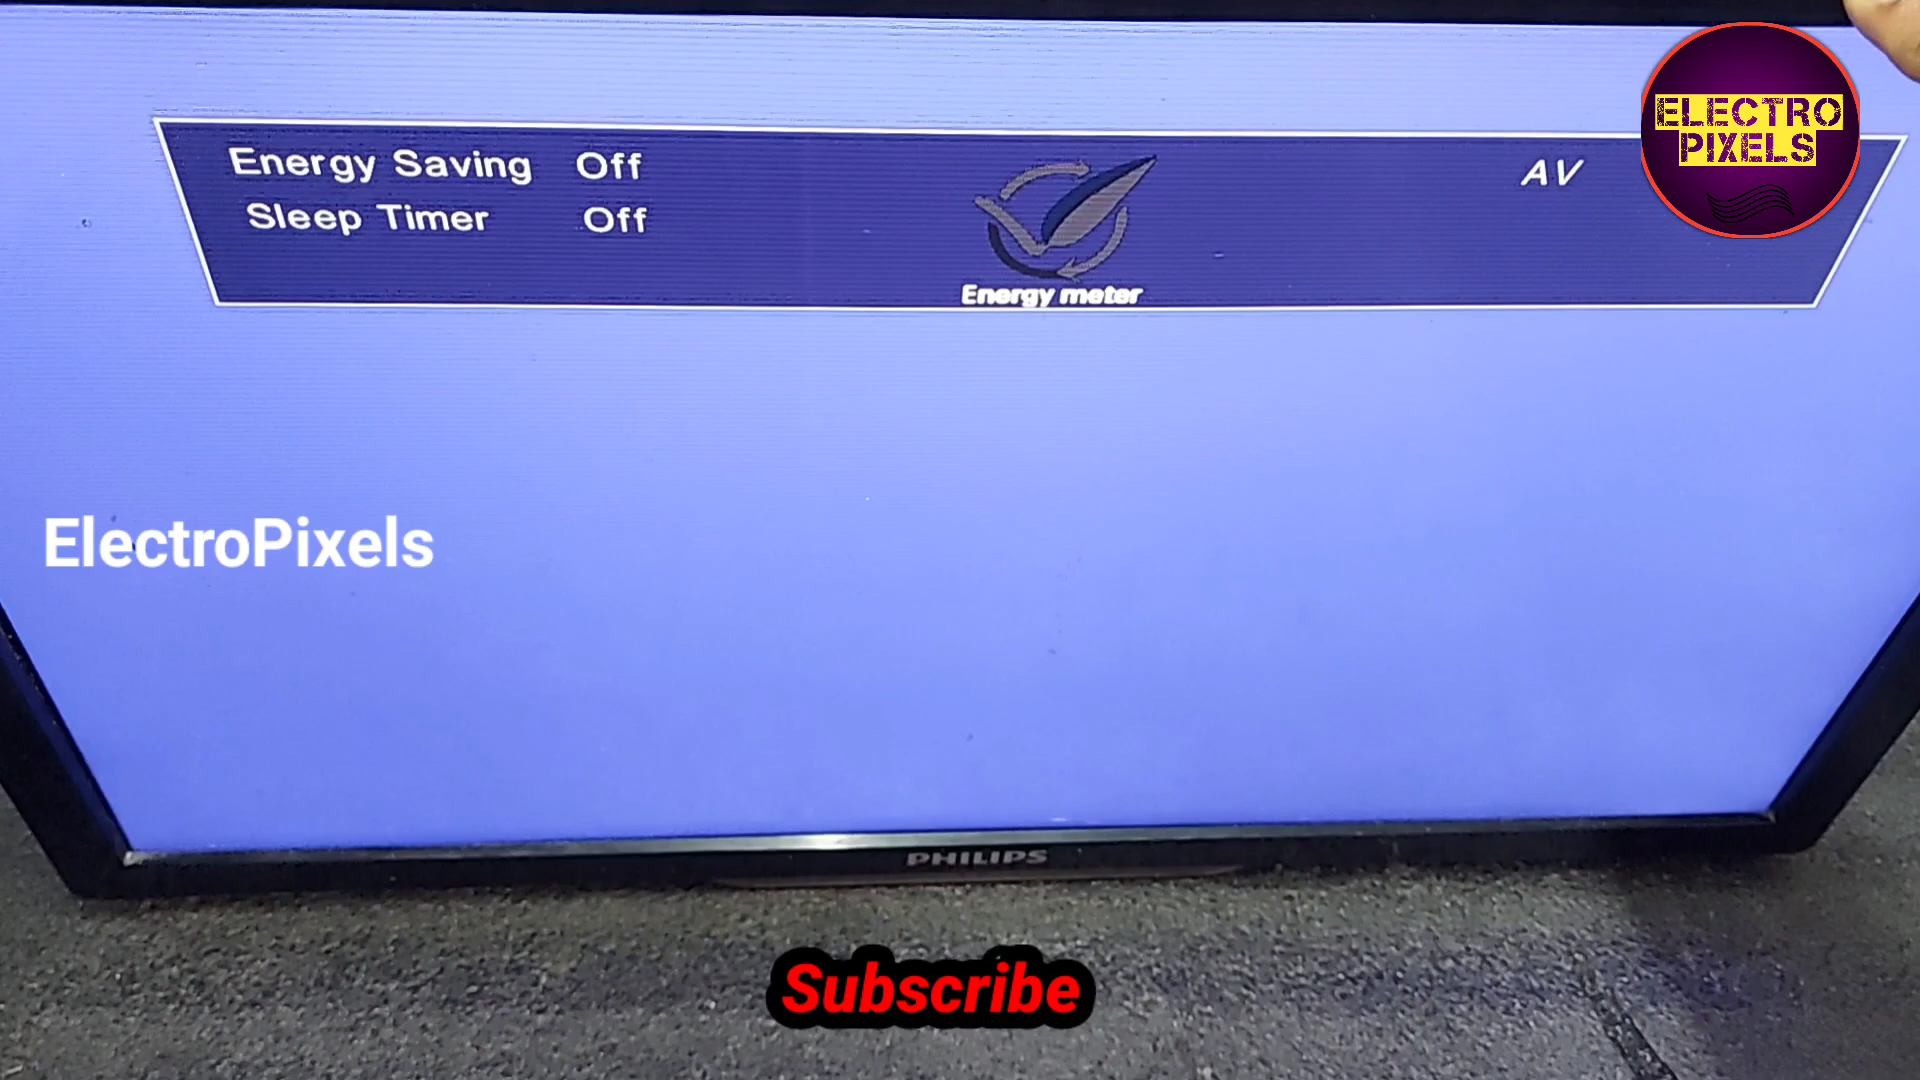 ELECTRO
PIXELS
Energy Saving Off
AV
Sleep Timer Off
Energy meter
ElectroPixels
PHILIPS
Subscribe